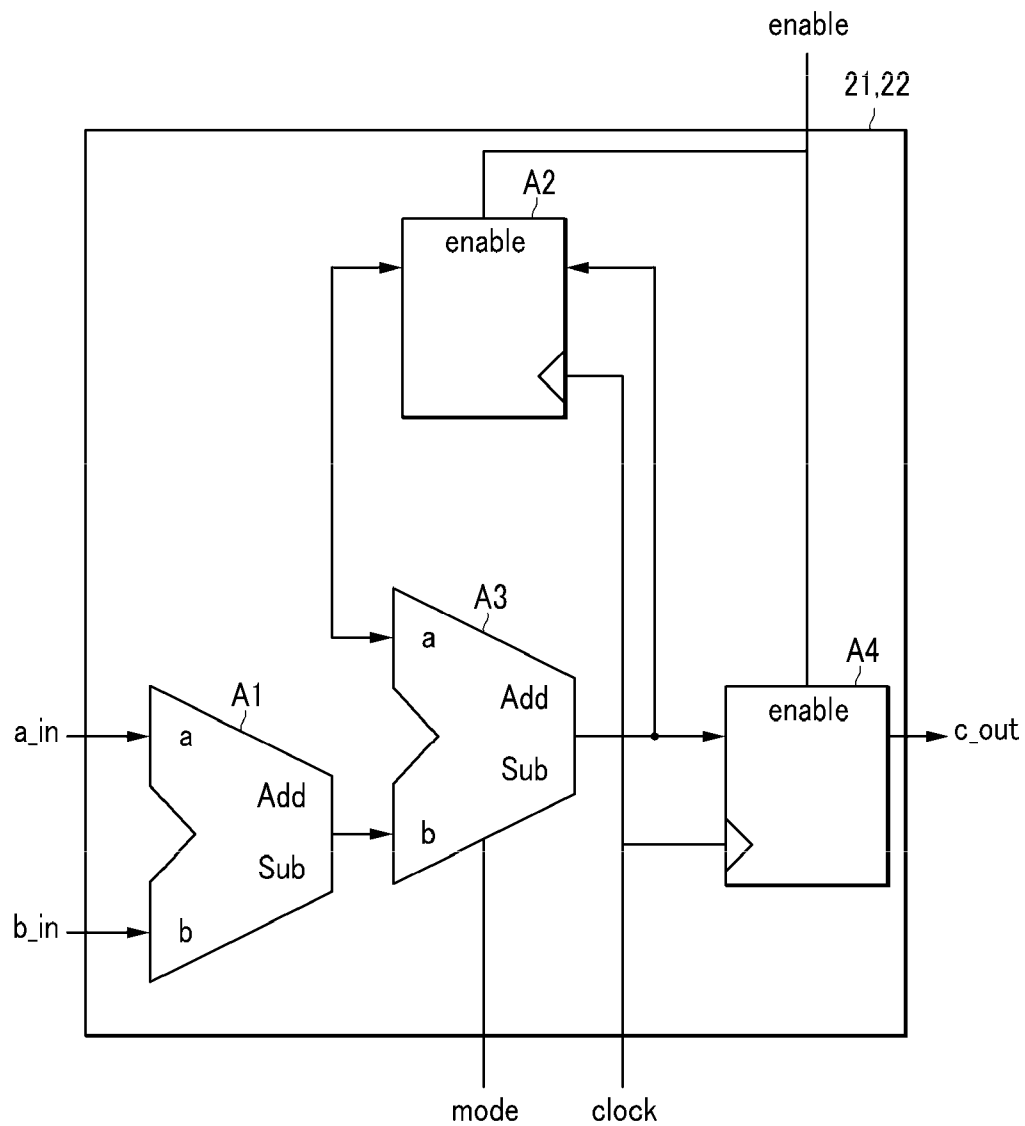 enable
21,22
A2
enable
A3
a
Add
Sub
b
A4
enable
c_out
A1
a_in
a
Add
Sub
b_in
b
mode
clock